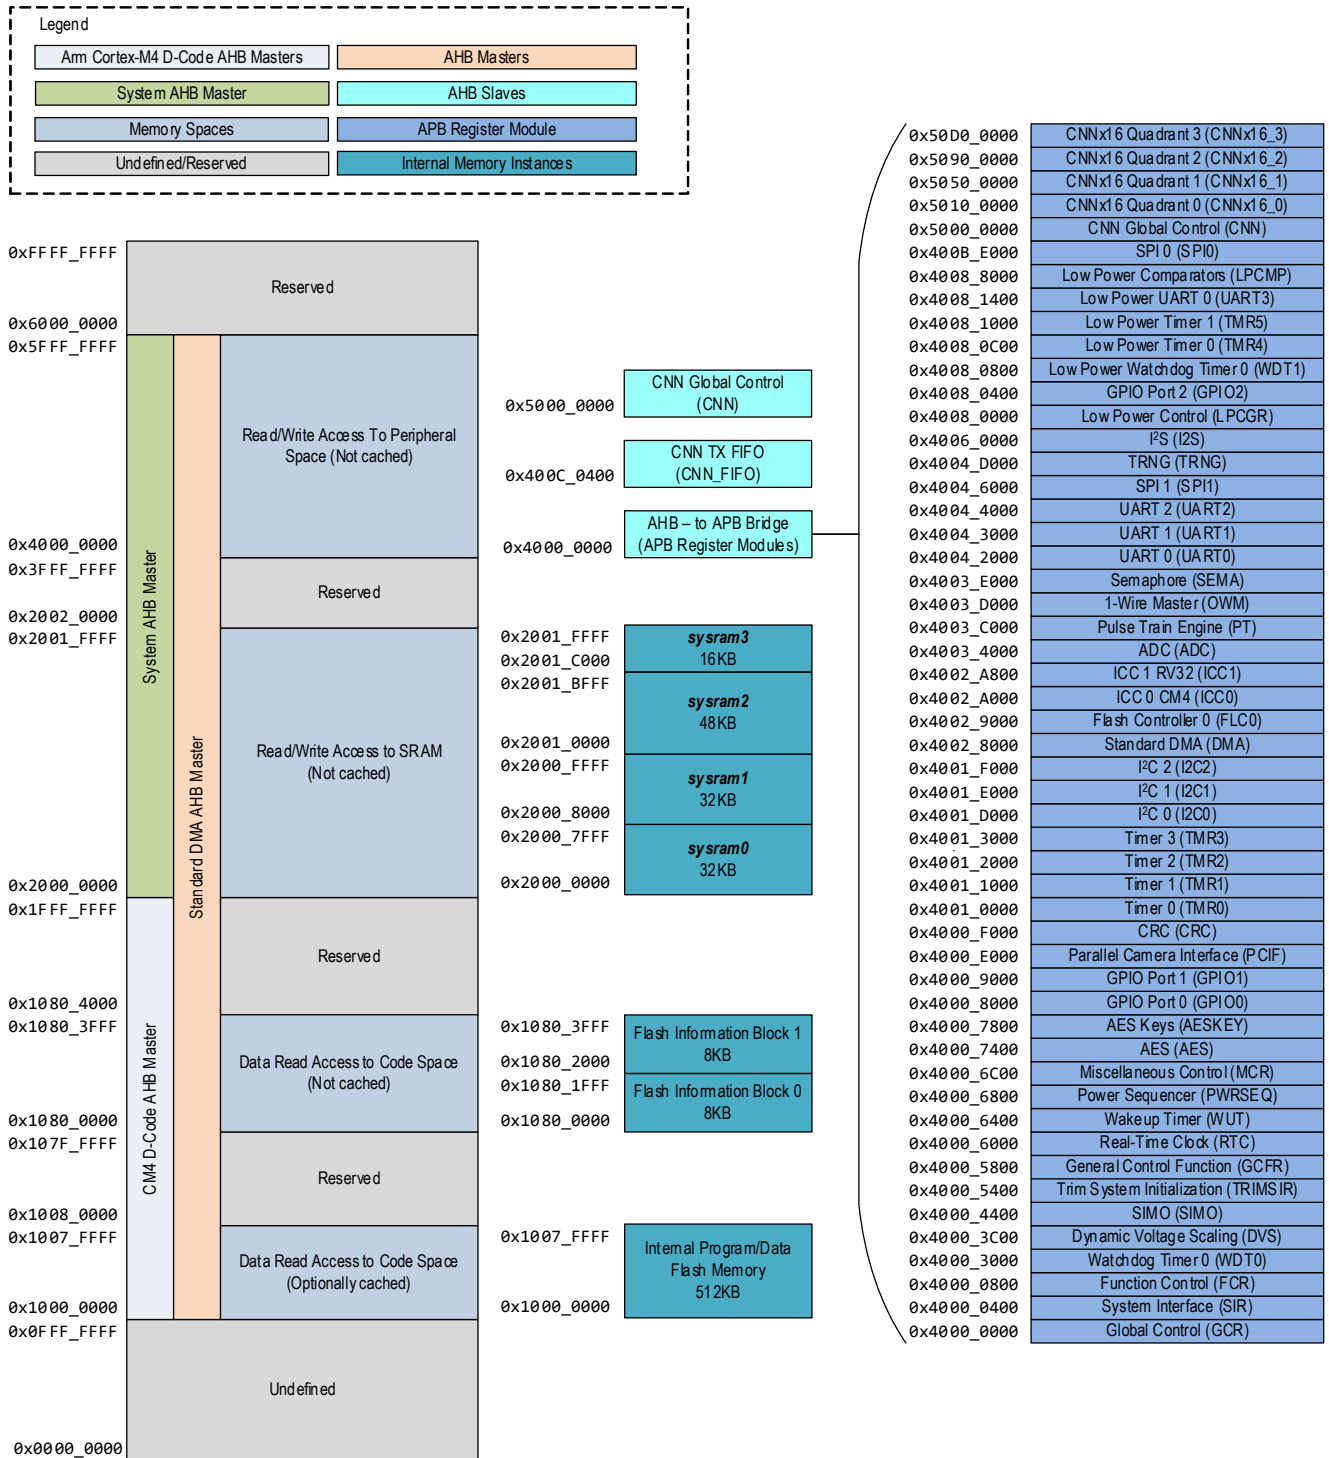 Legend
Arm Cortex-M4 D-Code AHB Masters
AHB Masters
System AHB Master
AHB Slaves
Memory Spaces
APB Register Module
Undefined/Reserved
Internal Memory Instances
0xFFFF_FFFF
Reserved
0x6000_0000
0x5FFF_FFFF
Read/Write Access To Peripheral
Space (Not cached)
0x4000_0000
0x3FFF_FFFF
Reserved
0x2002_0000
0x2001_FFFF
Read/Write Access to SRAM
(Not cached)
0x2000_0000
0x1FFF_FFFF
Reserved
0x1080_4000
0x1080_3FFF
Data Read Access to Code Space
(Not cached)
0x1080_0000
0x107F_FFFF
Reserved
0x1008_0000
0x1007_FFFF
Data Read Access to Code Space
(Optionally cached)
0x1000_0000
0x0FFF_FFFF
Undefined
0x0000_0000
System AHB Master
Standard DMA AHB Master
CM4 D-Code AHB Master
CNN Global Control
(CNN)
0x5000_0000
CNN TX FIFO
(CNN_FIFO)
0x400C_0400
AHB – to APB Bridge
(APB Register Modules)
0x4000_0000
0x2001_FFFF
sysram3
16KB
0x2001_C000
0x2001_BFFF
sysram2
48KB
0x2001_0000
0x2000_FFFF
sysram1
32KB
0x2000_8000
0x2000_7FFF
sysram0
32KB
0x2000_0000
0x1080_3FFF
Flash Information Block 1
8KB
0x1080_2000
0x1080_1FFF
Flash Information Block 0
8KB
0x1080_0000
0x1007_FFFF
Internal Program/Data
Flash Memory
512KB
0x1000_0000
0x50D0_0000 CNNx16 Quadrant 3 (CNNx16_3)
0x5090_0000 CNNx16 Quadrant 2 (CNNx16_2)
0x5050_0000 CNNx16 Quadrant 1 (CNNx16_1)
0x5010_0000 CNNx16 Quadrant 0 (CNNx16_0)
0x5000_0000 CNN Global Control (CNN)
0x400B_E000 SPI 0 (SPI0)
0x4008_8000 Low Power Comparators (LPCMP)
0x4008_1400 Low Power UART 0 (UART3)
0x4008_1000 Low Power Timer 1 (TMR5)
0x4008_0C00 Low Power Timer 0 (TMR4)
0x4008_0800 Low Power Watchdog Timer 0 (WDT1)
0x4008_0400 GPIO Port 2 (GPIO2)
0x4008_0000 Low Power Control (LPCGR)
0x4006_0000 I²S (I2S)
0x4004_D000 TRNG (TRNG)
0x4004_6000 SPI 1 (SPI1)
0x4004_4000 UART 2 (UART2)
0x4004_3000 UART 1 (UART1)
0x4004_2000 UART 0 (UART0)
0x4003_E000 Semaphore (SEMA)
0x4003_D000 1-Wire Master (OWM)
0x4003_C000 Pulse Train Engine (PT)
0x4003_4000 ADC (ADC)
0x4002_A800 ICC 1 RV32 (ICC1)
0x4002_A000 ICC 0 CM4 (ICC0)
0x4002_9000 Flash Controller 0 (FLC0)
0x4002_8000 Standard DMA (DMA)
0x4001_F000 I²C 2 (I2C2)
0x4001_E000 I²C 1 (I2C1)
0x4001_D000 I²C 0 (I2C0)
0x4001_3000 Timer 3 (TMR3)
0x4001_2000 Timer 2 (TMR2)
0x4001_1000 Timer 1 (TMR1)
0x4001_0000 Timer 0 (TMR0)
0x4000_F000 CRC (CRC)
0x4000_E000 Parallel Camera Interface (PCIF)
0x4000_9000 GPIO Port 1 (GPIO1)
0x4000_8000 GPIO Port 0 (GPIO0)
0x4000_7800 AES Keys (AESKEY)
0x4000_7400 AES (AES)
0x4000_6C00 Miscellaneous Control (MCR)
0x4000_6800 Power Sequencer (PWRSEQ)
0x4000_6400 Wakeup Timer (WUT)
0x4000_6000 Real-Time Clock (RTC)
0x4000_5800 General Control Function (GCFR)
0x4000_5400 Trim System Initialization (TRIMSIR)
0x4000_4400 SIMO (SIMO)
0x4000_3C00 Dynamic Voltage Scaling (DVS)
0x4000_3000 Watchdog Timer 0 (WDT0)
0x4000_0800 Function Control (FCR)
0x4000_0400 System Interface (SIR)
0x4000_0000 Global Control (GCR)